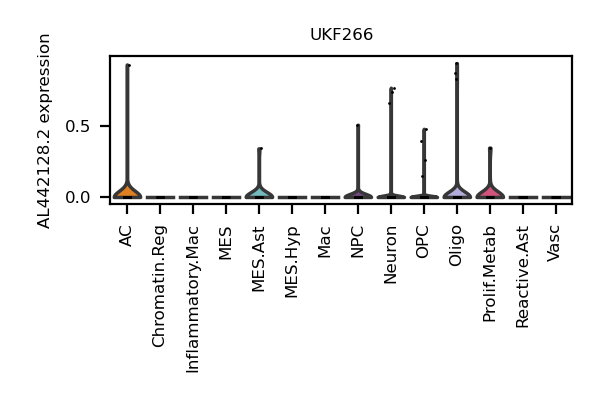 UKF266
AL442128.2 expression
0.5
0.0
AC
Chromatin.Reg
Inflammatory.Mac
MES
MES.Ast
MES.Hyp
Mac
NPC
Neuron
OPC
Oligo
Prolif.Metab
Reactive.Ast
Vasc